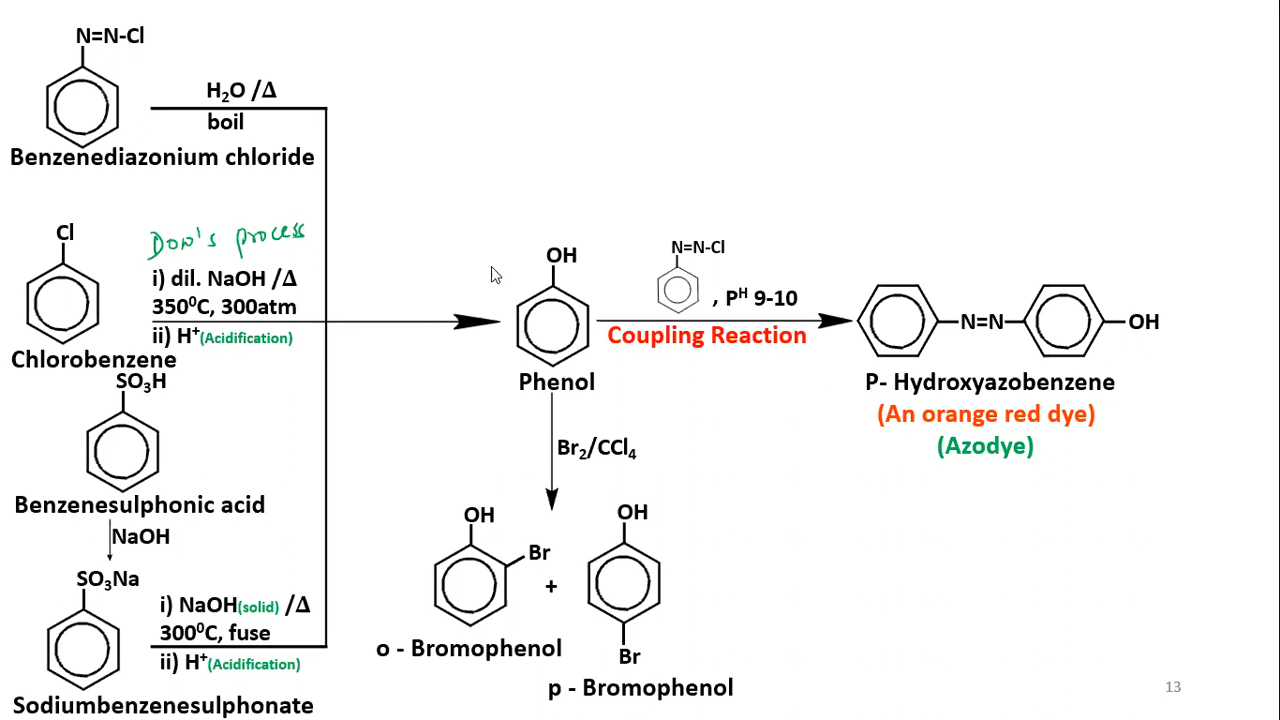 N=N-Cl
H₂O /Δ
boil
Benzenediazonium chloride
Cl
Dow's process
i) dil. NaOH /Δ
350⁰C, 300atm
ii) H⁺(Acidification)
Chlorobenzene
SO₃H
Benzenesulphonic acid
NaOH
SO₃Na
i) NaOH(solid) /Δ
300⁰C, fuse
ii) H⁺(Acidification)
Sodiumbenzenesulphonate
OH
Phenol
N=N-Cl
, Pᴴ 9-10
Coupling Reaction
N=N
OH
P- Hydroxyazobenzene
(An orange red dye)
(Azodye)
Br₂/CCl₄
OH
Br
+
o - Bromophenol
OH
Br
p - Bromophenol
13